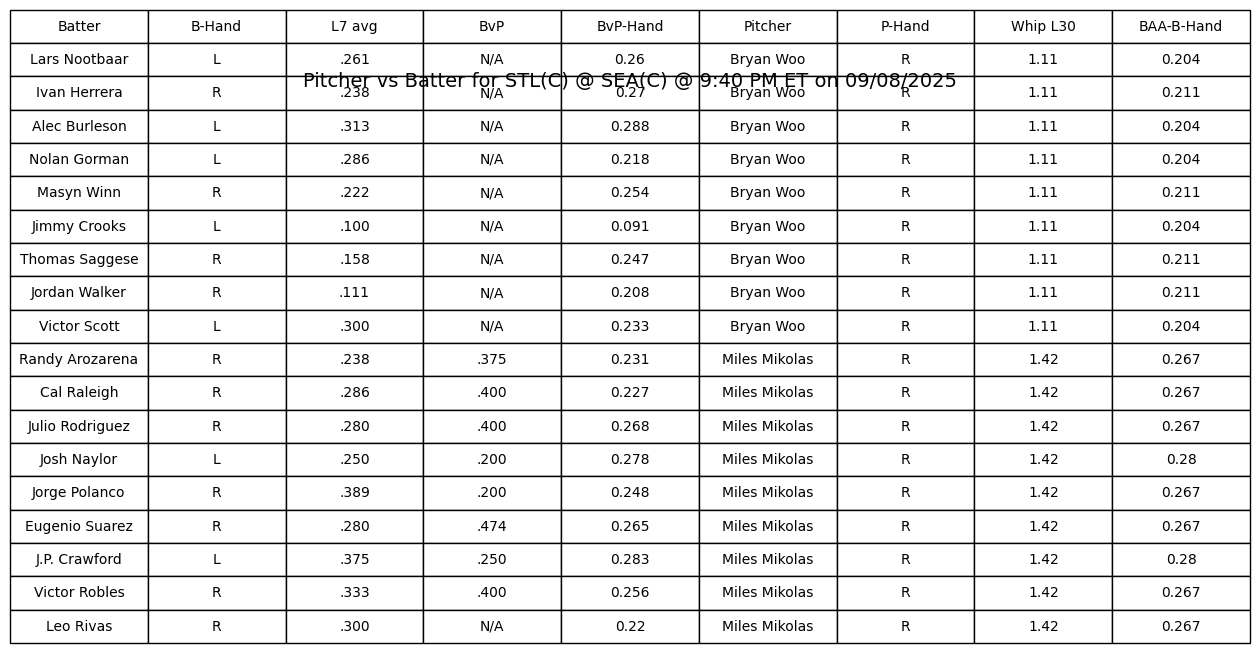 Batter B-Hand L7 avg BvP BvP-Hand Pitcher P-Hand Whip L30 BAA-B-Hand
Lars Nootbaar L .261 N/A 0.26 Bryan Woo R 1.11 0.204
Pitcher vs Batter for STL(C) @ SEA(C) @ 9:40 PM ET on 09/08/2025
Ivan Herrera R .238 N/A 0.27 Bryan Woo R 1.11 0.211
Alec Burleson L .313 N/A 0.288 Bryan Woo R 1.11 0.204
Nolan Gorman L .286 N/A 0.218 Bryan Woo R 1.11 0.204
Masyn Winn R .222 N/A 0.254 Bryan Woo R 1.11 0.211
Jimmy Crooks L .100 N/A 0.091 Bryan Woo R 1.11 0.204
Thomas Saggese R .158 N/A 0.247 Bryan Woo R 1.11 0.211
Jordan Walker R .111 N/A 0.208 Bryan Woo R 1.11 0.211
Victor Scott L .300 N/A 0.233 Bryan Woo R 1.11 0.204
Randy Arozarena R .238 .375 0.231 Miles Mikolas R 1.42 0.267
Cal Raleigh R .286 .400 0.227 Miles Mikolas R 1.42 0.267
Julio Rodriguez R .280 .400 0.268 Miles Mikolas R 1.42 0.267
Josh Naylor L .250 .200 0.278 Miles Mikolas R 1.42 0.28
Jorge Polanco R .389 .200 0.248 Miles Mikolas R 1.42 0.267
Eugenio Suarez R .280 .474 0.265 Miles Mikolas R 1.42 0.267
J.P. Crawford L .375 .250 0.283 Miles Mikolas R 1.42 0.28
Victor Robles R .333 .400 0.256 Miles Mikolas R 1.42 0.267
Leo Rivas R .300 N/A 0.22 Miles Mikolas R 1.42 0.267